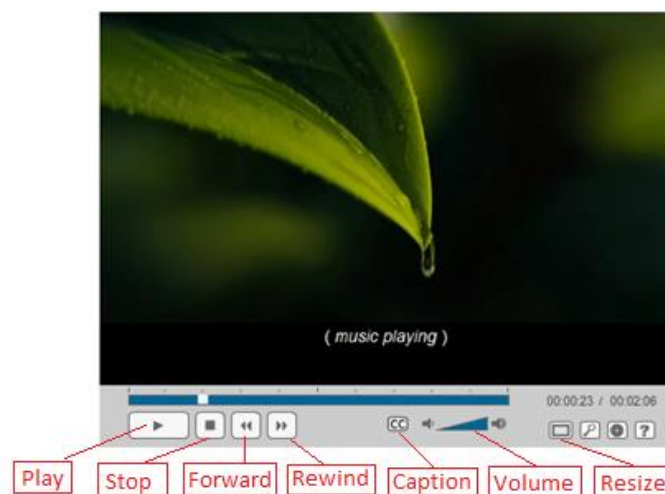 ( music playing )
00:00:23 / 00:02:06
CC
?
Play
Stop
Forward
Rewind
Caption
Volume
Resize